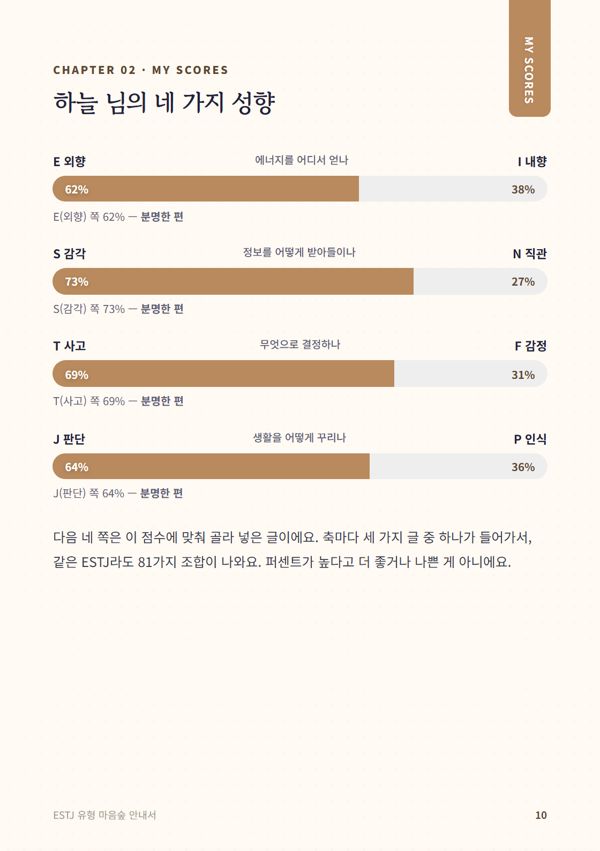 MY SCORES
CHAPTER 02 · MY SCORES
하늘 님의 네 가지 성향
E 외향 에너지를 어디서 얻나 I 내향
62% 38%
E(외향) 쪽 62% — 분명한 편
S 감각 정보를 어떻게 받아들이나 N 직관
73% 27%
S(감각) 쪽 73% — 분명한 편
T 사고 무엇으로 결정하나 F 감정
69% 31%
T(사고) 쪽 69% — 분명한 편
J 판단 생활을 어떻게 꾸리나 P 인식
64% 36%
J(판단) 쪽 64% — 분명한 편
다음 네 쪽은 이 점수에 맞춰 골라 넣은 글이에요. 축마다 세 가지 글 중 하나가 들어가서,
같은 ESTJ라도 81가지 조합이 나와요. 퍼센트가 높다고 더 좋거나 나쁜 게 아니에요.
ESTJ 유형 마음숲 안내서 10